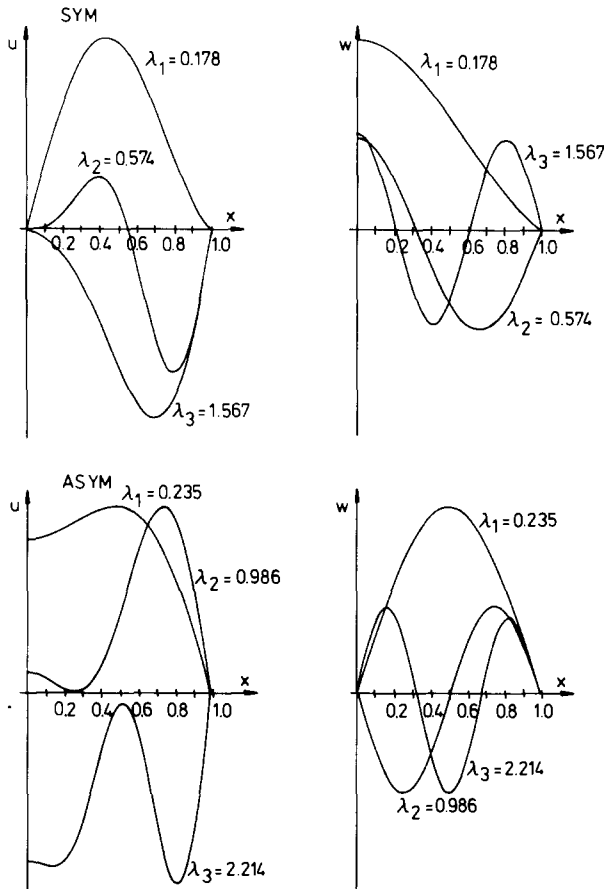 SYM
u
λ1 = 0.178
λ2 = 0.574
x
0.2 0.4 0.6 0.8 1.0
λ3 = 1.567
w
λ1 = 0.178
λ3 = 1.567
x
0.2 0.4 0.6 0.8 1.0
λ2 = 0.574
ASYM
u
λ1 = 0.235
λ2 = 0.986
x
0.2 0.4 0.6 0.8 1.0
λ3 = 2.214
w
λ1 = 0.235
x
0.2 0.4 0.6 0.8 1.0
λ3 = 2.214
λ2 = 0.986